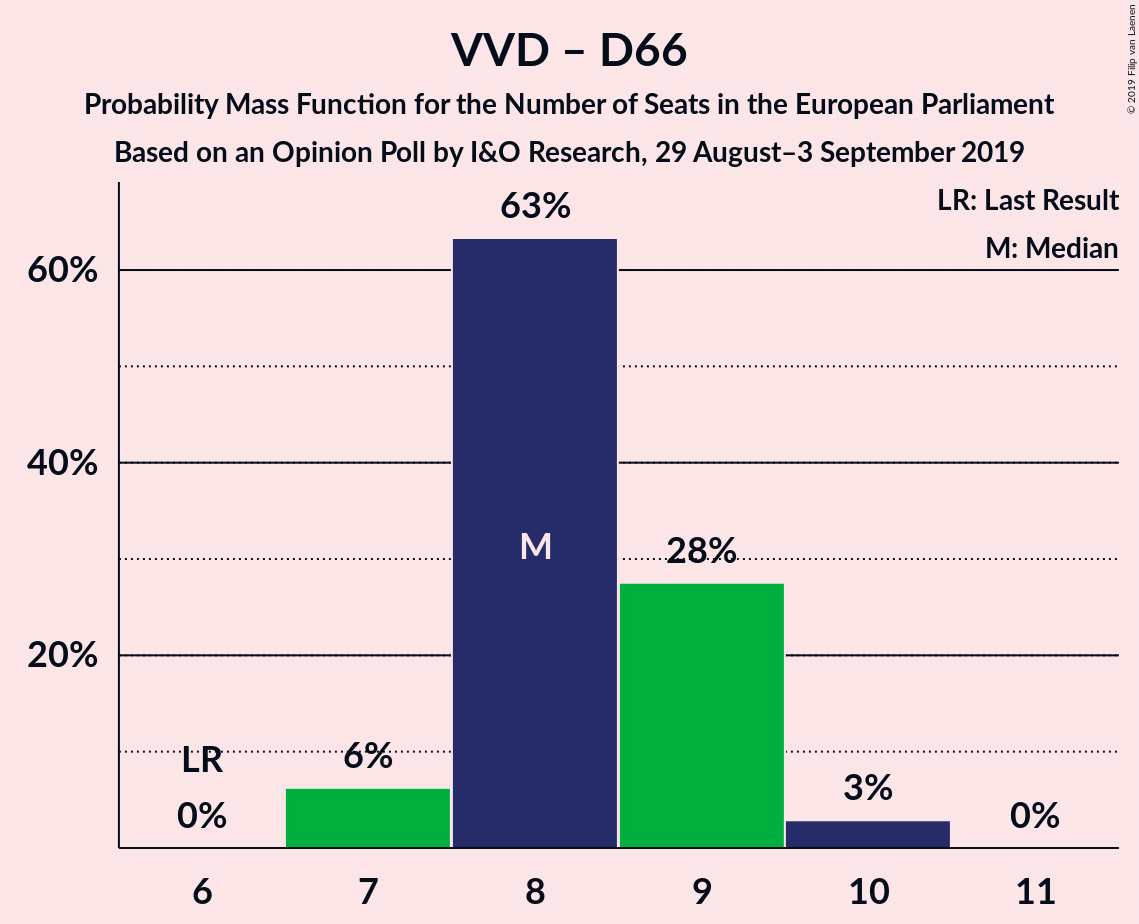 VVD – D66
Probability Mass Function for the Number of Seats in the European Parliament
Based on an Opinion Poll by I&O Research, 29 August–3 September 2019
© 2019 Filip van Laenen
LR: Last Result
M: Median
63%
60%
40%
M
28%
20%
LR
6%
3%
0%
0%
6 7 8 9 10 11